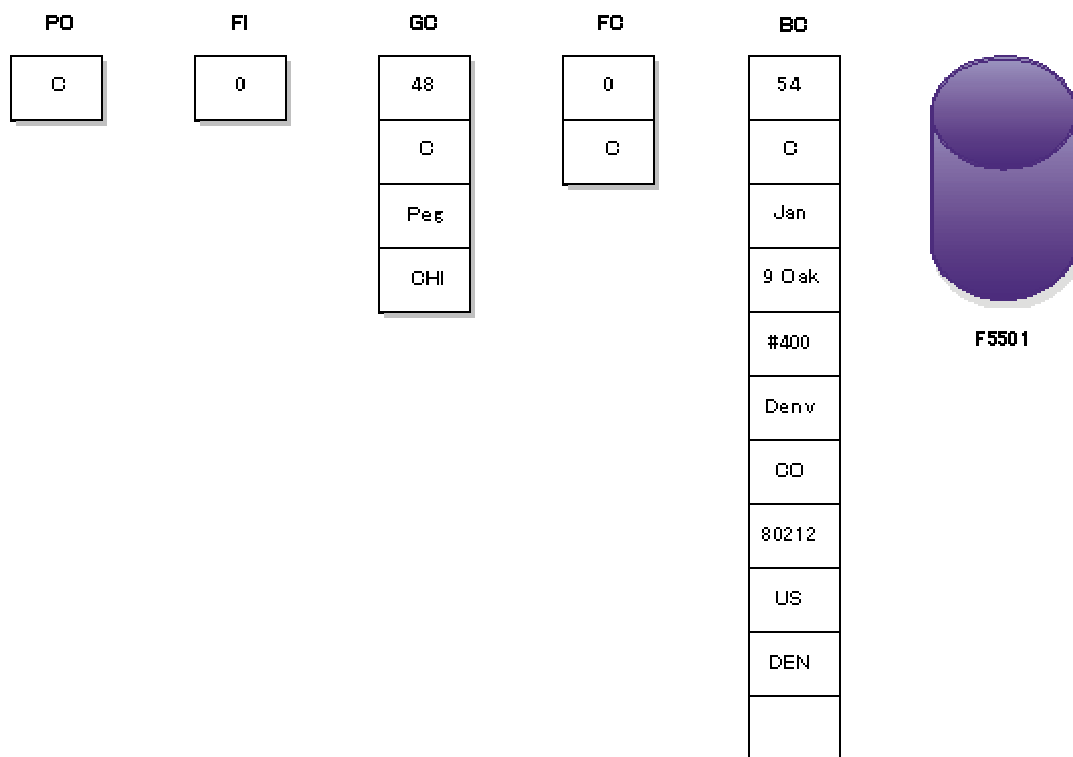 PO FI GC FC BC
C 0 48 0 54
C C C
Peg Jan
CHI 9 Oak
#400
F5501
Denv
CO
80212
US
DEN